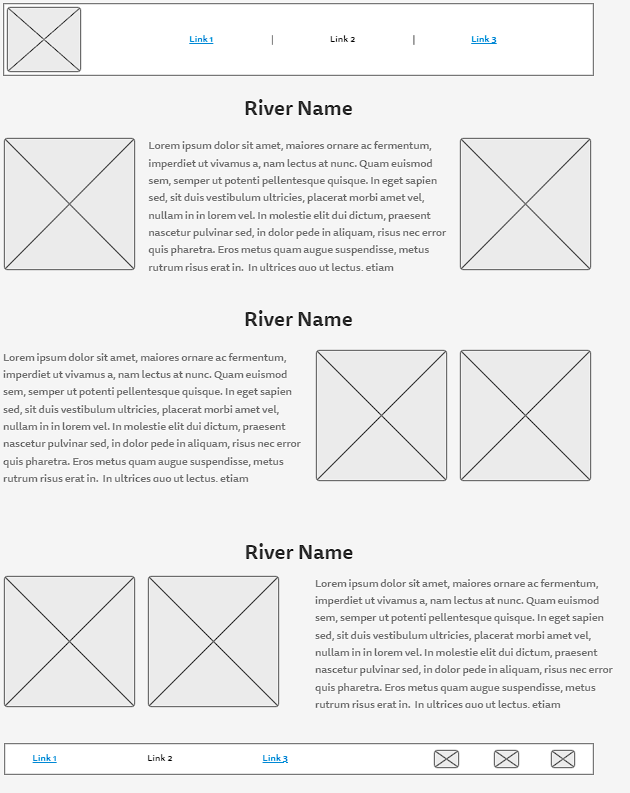 Link 1 | Link 2 | Link 3
River Name
Lorem ipsum dolor sit amet, maiores ornare ac fermentum,
imperdiet ut vivamus a, nam lectus at nunc. Quam euismod
sem, semper ut potenti pellentesque quisque. In eget sapien
sed, sit duis vestibulum ultricies, placerat morbi amet vel,
nullam in in lorem vel. In molestie elit dui dictum, praesent
nascetur pulvinar sed, in dolor pede in aliquam, risus nec error
quis pharetra. Eros metus quam augue suspendisse, metus
rutrum risus erat in. In ultrices quo ut lectus, etiam
River Name
Lorem ipsum dolor sit amet, maiores ornare ac fermentum,
imperdiet ut vivamus a, nam lectus at nunc. Quam euismod
sem, semper ut potenti pellentesque quisque. In eget sapien
sed, sit duis vestibulum ultricies, placerat morbi amet vel,
nullam in in lorem vel. In molestie elit dui dictum, praesent
nascetur pulvinar sed, in dolor pede in aliquam, risus nec error
quis pharetra. Eros metus quam augue suspendisse, metus
rutrum risus erat in. In ultrices quo ut lectus, etiam
River Name
Lorem ipsum dolor sit amet, maiores ornare ac fermentum,
imperdiet ut vivamus a, nam lectus at nunc. Quam euismod
sem, semper ut potenti pellentesque quisque. In eget sapien
sed, sit duis vestibulum ultricies, placerat morbi amet vel,
nullam in in lorem vel. In molestie elit dui dictum, praesent
nascetur pulvinar sed, in dolor pede in aliquam, risus nec error
quis pharetra. Eros metus quam augue suspendisse, metus
rutrum risus erat in. In ultrices quo ut lectus, etiam
Link 1 Link 2 Link 3